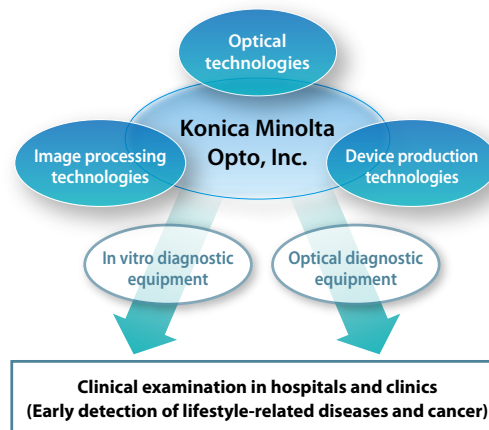 Optical
technologies
Konica Minolta
Opto, Inc.
Image processing
technologies
Device production
technologies
In vitro diagnostic
equipment
Optical diagnostic
equipment
Clinical examination in hospitals and clinics
(Early detection of lifestyle-related diseases and cancer)